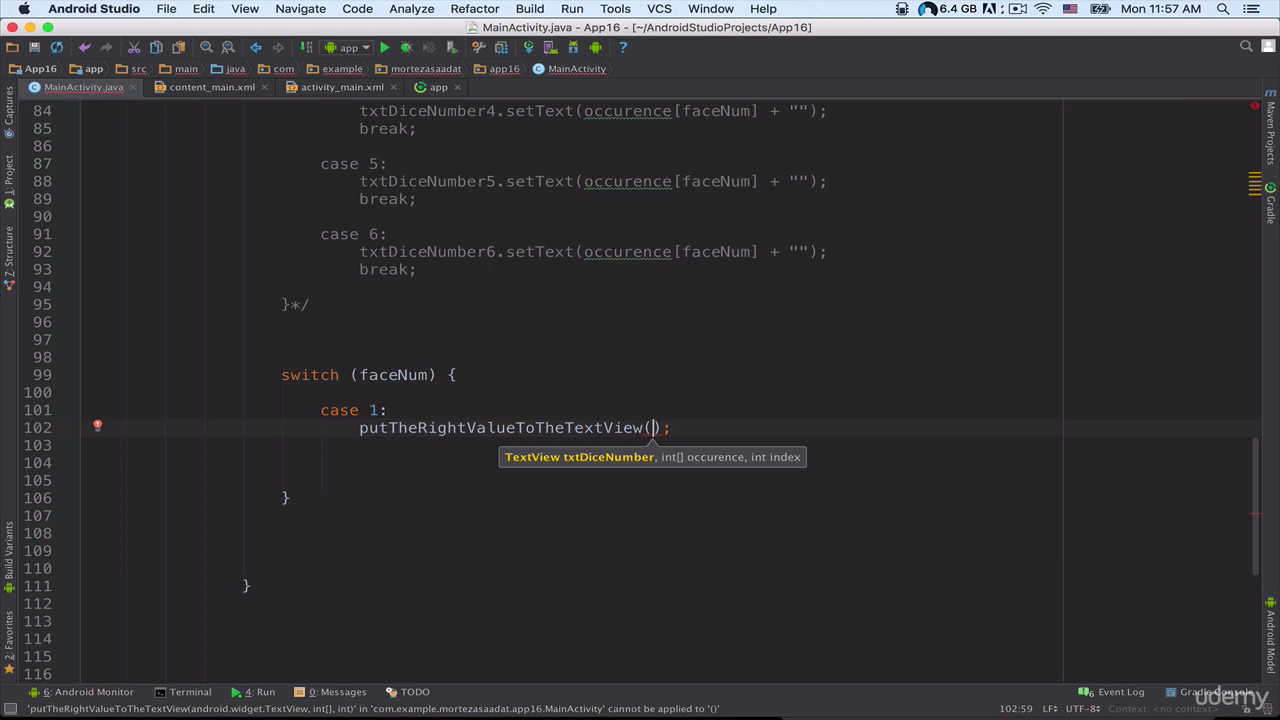 Android Studio File Edit View Navigate Code Analyze Refactor Build Run Tools VCS Window Help 6.4 GB 4 Mon 11:57 AM
MainActivity.java - App16 - [~/AndroidStudioProjects/App16]
app
App16 app src main java com example mortezasaadat app16 MainActivity
MainActivity.java content_main.xml activity_main.xml app
Captures
1: Project
7: Structure
Build Variants
2: Favorites
84 txtDiceNumber4.setText(occurence[faceNum] + "");
85 break;
86
87 case 5:
88 txtDiceNumber5.setText(occurence[faceNum] + "");
89 break;
90
91 case 6:
92 txtDiceNumber6.setText(occurence[faceNum] + "");
93 break;
94
95 }*/
96
97
98
99 switch (faceNum) {
100
101 case 1:
102 putTheRightValueToTheTextView();
103
TextView txtDiceNumber, int[] occurence, int index
104
105
106 }
107
108
109
110
111 }
112
113
114
115
116
Maven Projects
Gradle
Android Model
6: Android Monitor Terminal 4: Run 0: Messages TODO Event Log Gradle Console
'putTheRightValueToTheTextView(android.widget.TextView, int[], int)' in 'com.example.mortezasaadat.app16.MainActivity' cannot be applied to '()' 102:59 LF÷ UTF-8÷ Context: <no context>
udemy